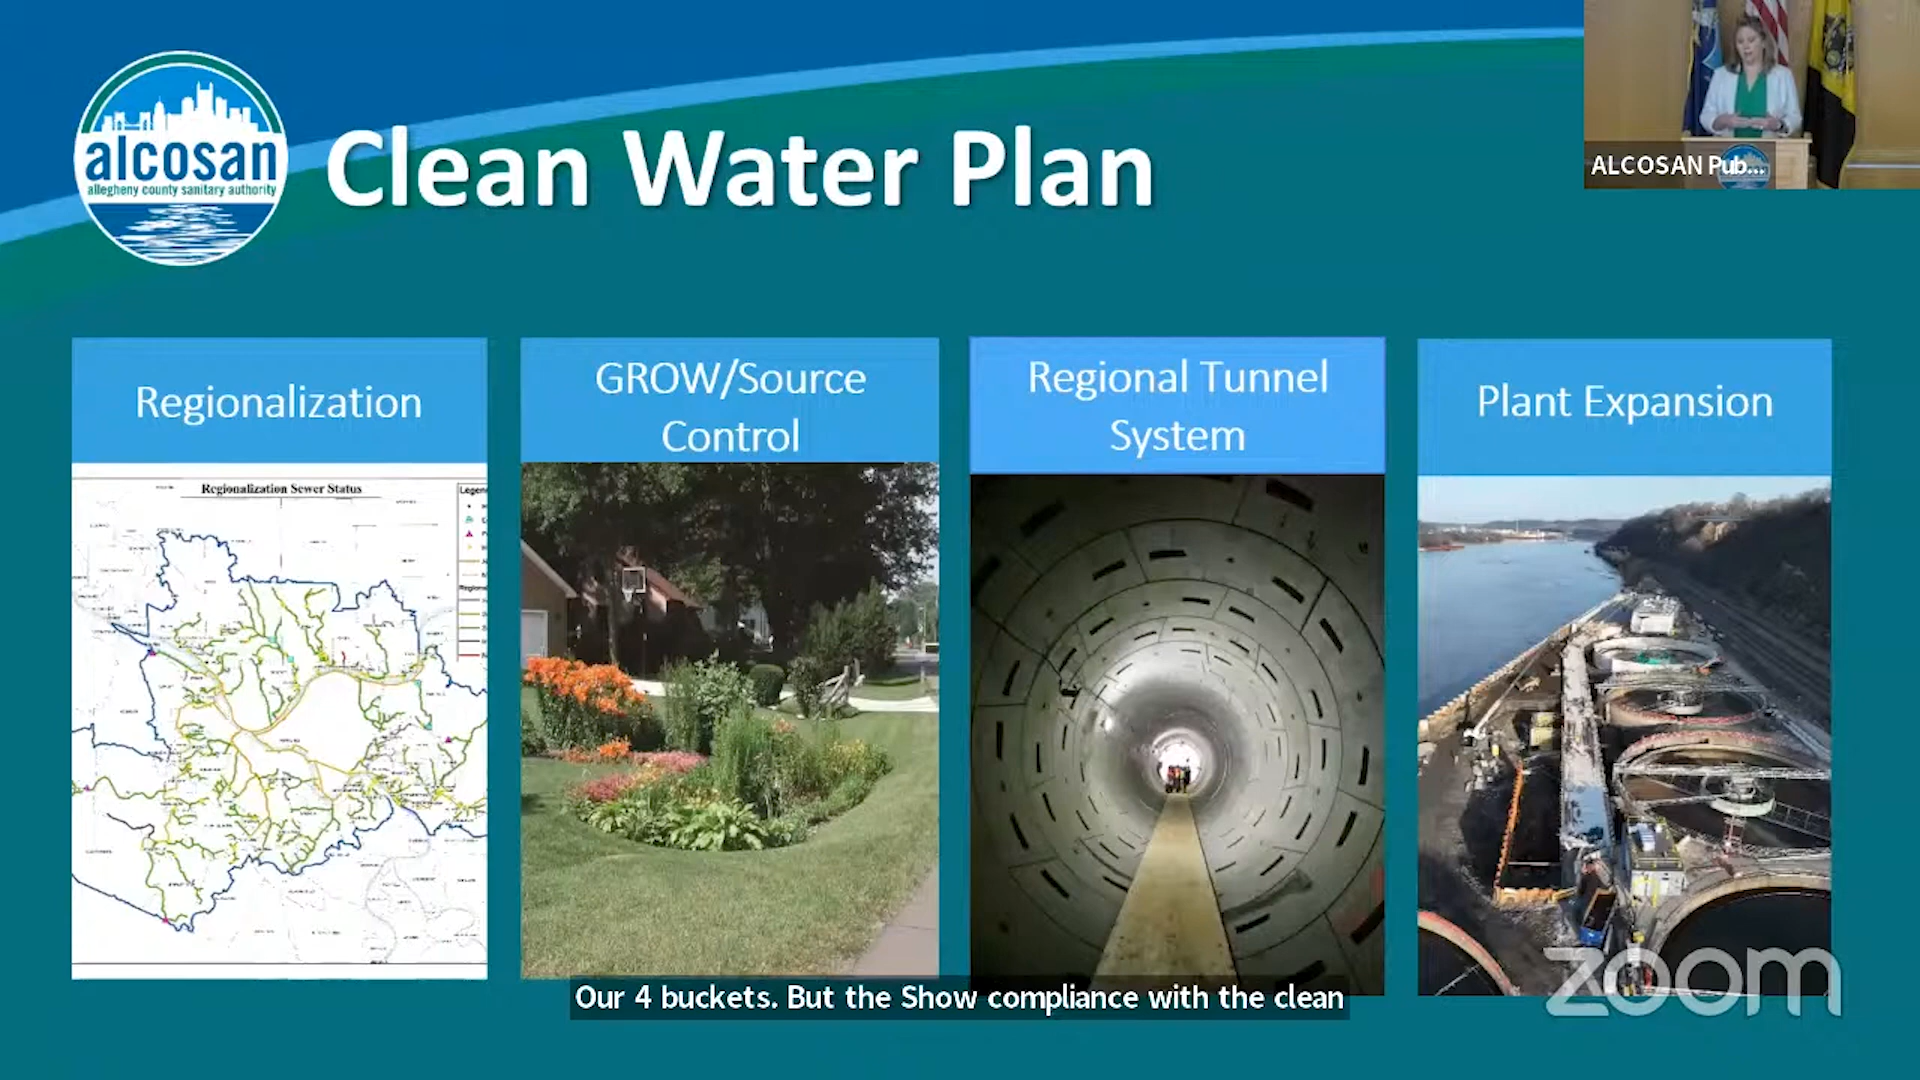 alcosan
allegheny county sanitary authority
Clean Water Plan
ALCOSAN Pub...
Regionalization
GROW/Source
Control
Regional Tunnel
System
Plant Expansion
Regionalization Sewer Status
zoom
Our 4 buckets. But the Show compliance with the clean